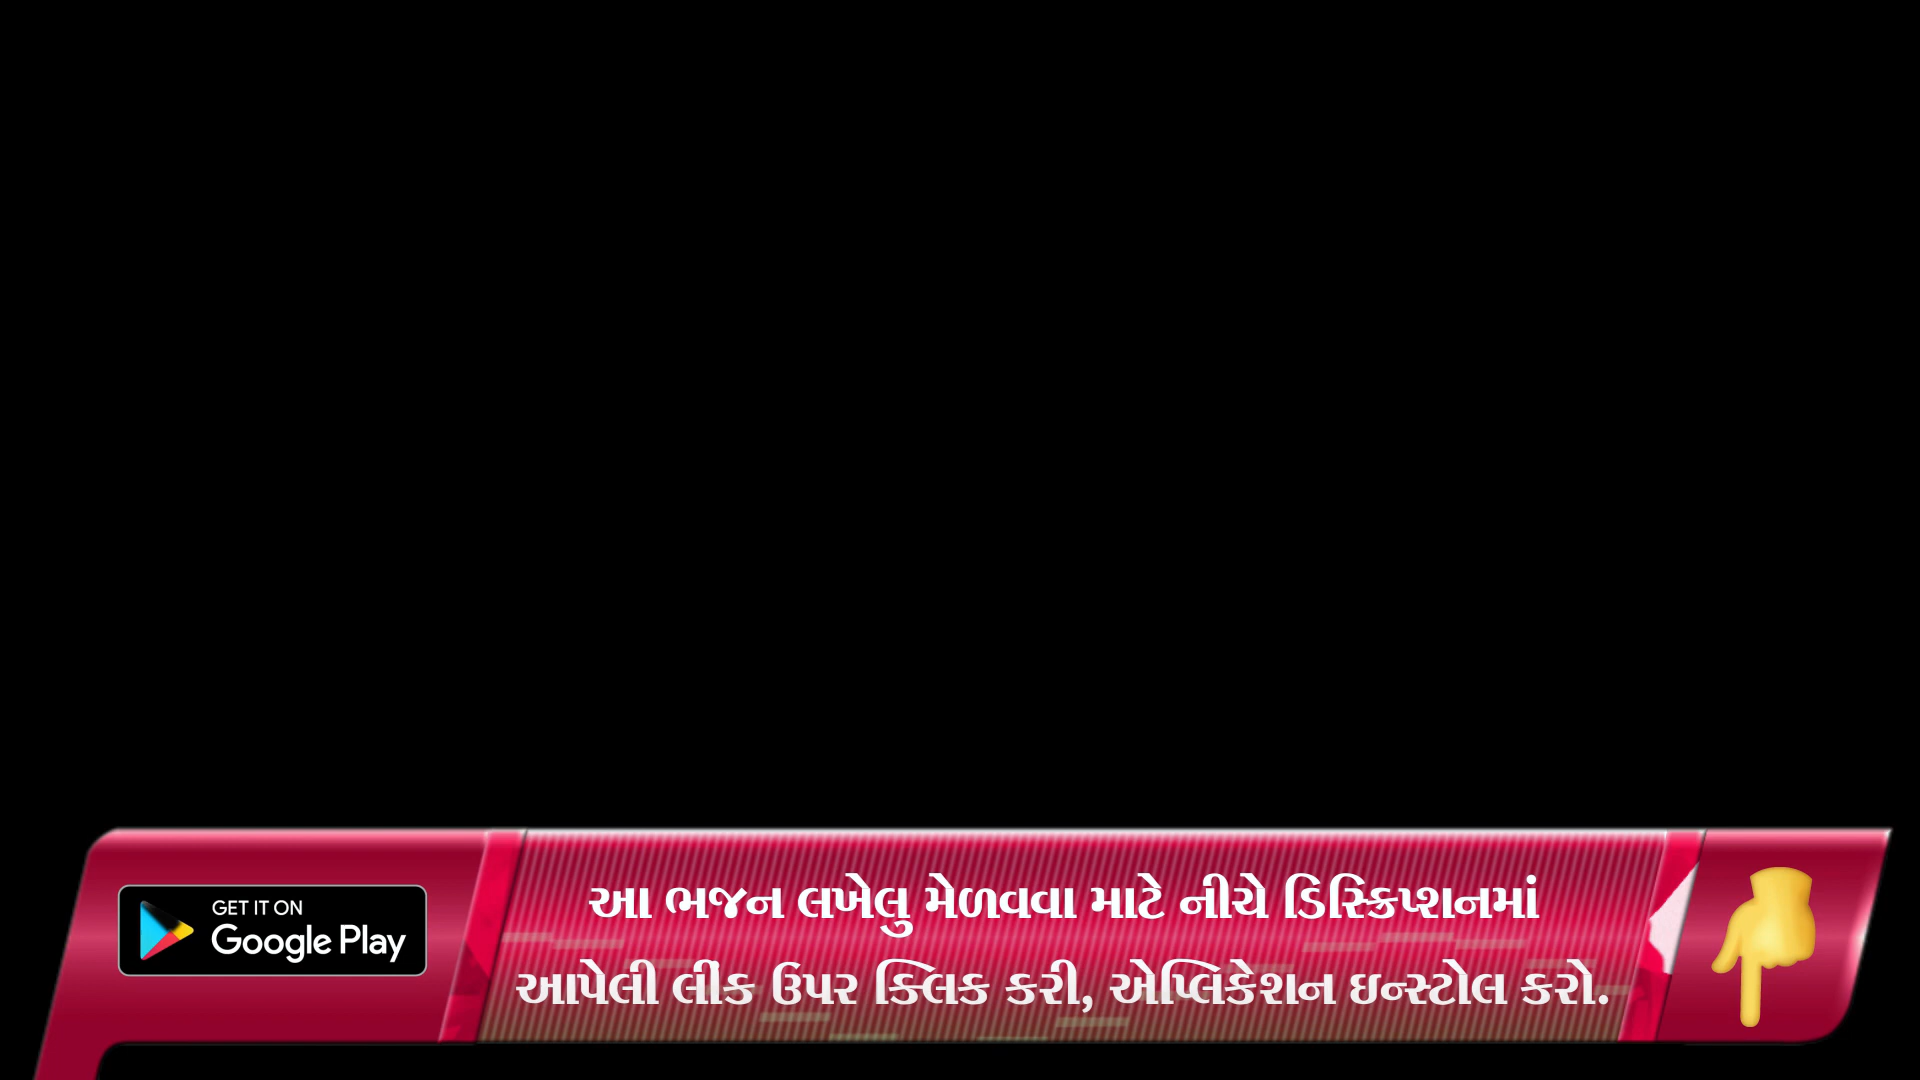 GET IT ON
Google Play
આ ભજન લખેલુ મેળવવા માટે નીચે ડિસ્ક્રિપ્શનમાં
આપેલી લીંક ઉપર ક્લિક કરી, એપ્લિકેશન ઇન્સ્ટોલ કરો.